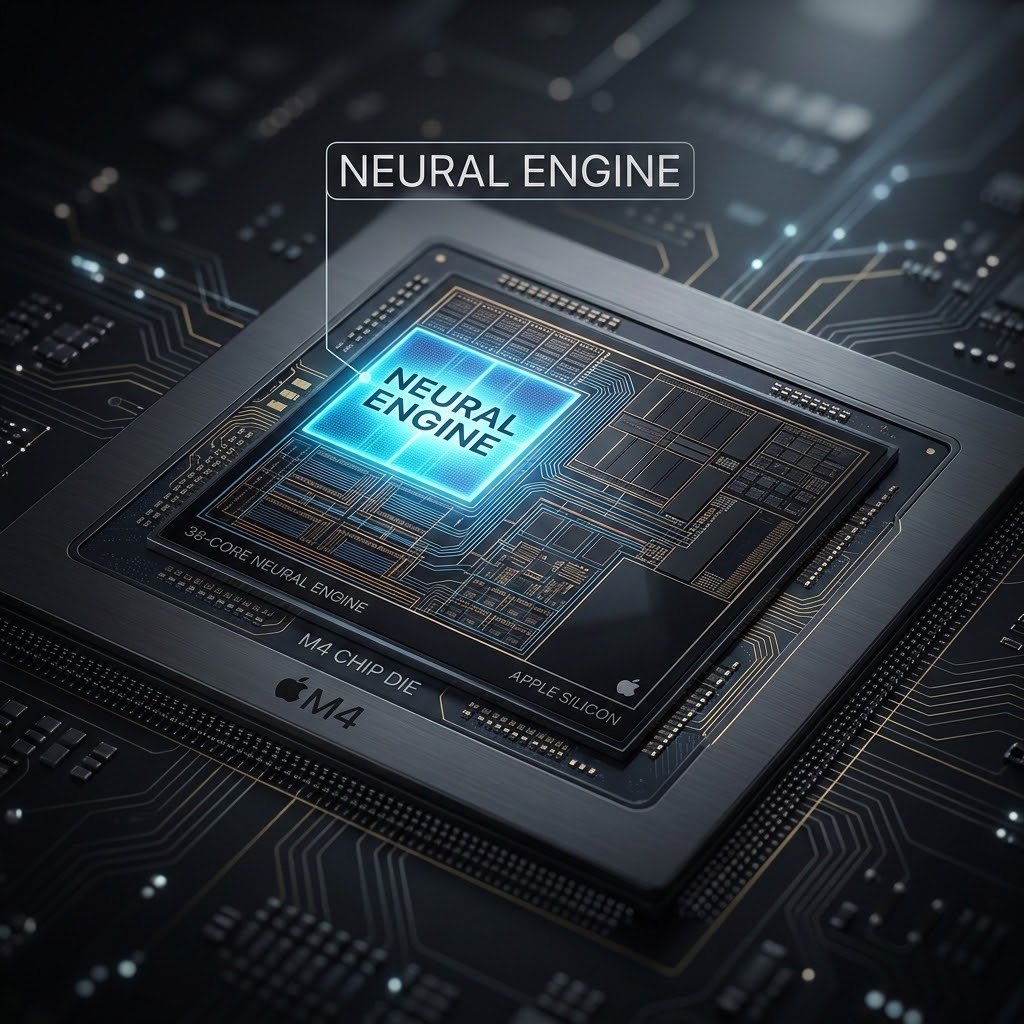 NEURAL ENGINE
NEURAL
ENGINE
38-CORE NEURAL ENGINE
M4 CHIP DIE
M4
APPLE SILICON